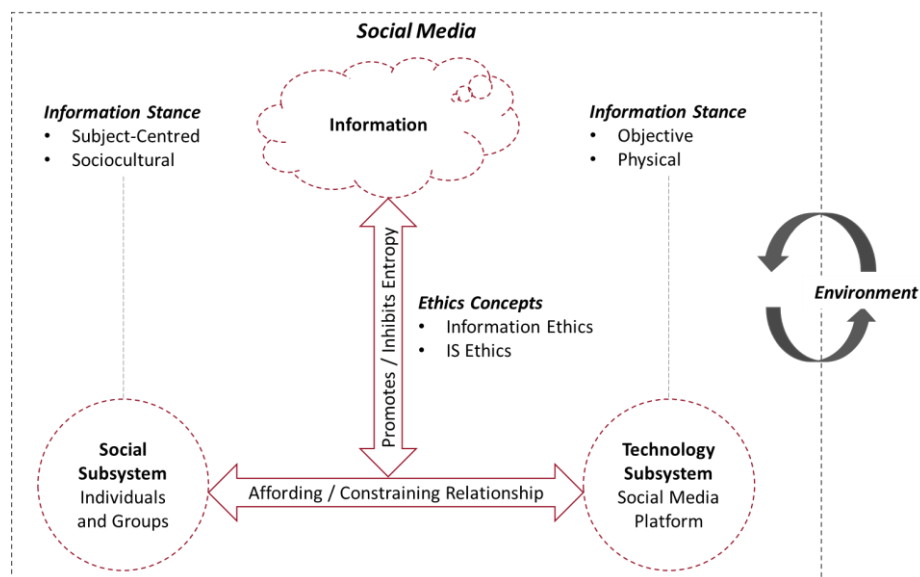 Social Media
Information Stance
• Subject-Centred
• Sociocultural
Information
Information Stance
• Objective
• Physical
Promotes / Inhibits Entropy
Ethics Concepts
• Information Ethics
• IS Ethics
Environment
Social
Subsystem
Individuals
and Groups
Affording / Constraining Relationship
Technology
Subsystem
Social Media
Platform